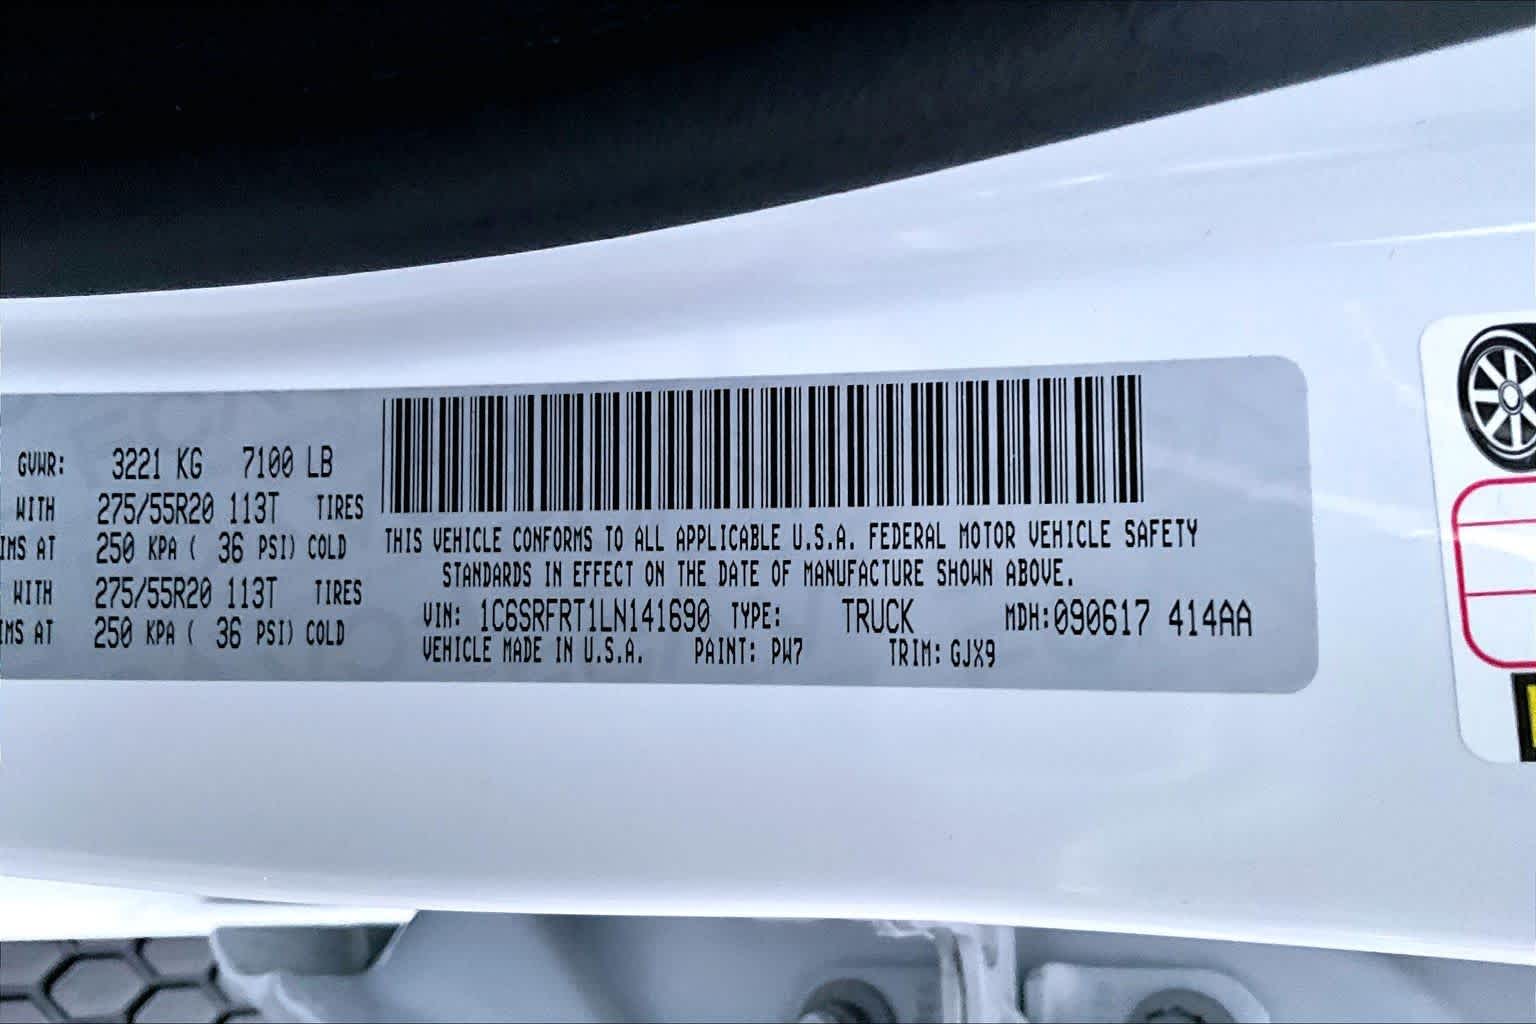 GVWR: 3221 KG 7100 LB
WITH 275/55R20 113T TIRES
IMS AT 250 KPA ( 36 PSI) COLD
WITH 275/55R20 113T TIRES
IMS AT 250 KPA ( 36 PSI) COLD
THIS VEHICLE CONFORMS TO ALL APPLICABLE U.S.A. FEDERAL MOTOR VEHICLE SAFETY
STANDARDS IN EFFECT ON THE DATE OF MANUFACTURE SHOWN ABOVE.
VIN: 1C6SRFRT1LN141690 TYPE: TRUCK MDH:090617 414AA
VEHICLE MADE IN U.S.A. PAINT: PW7 TRIM: GJX9